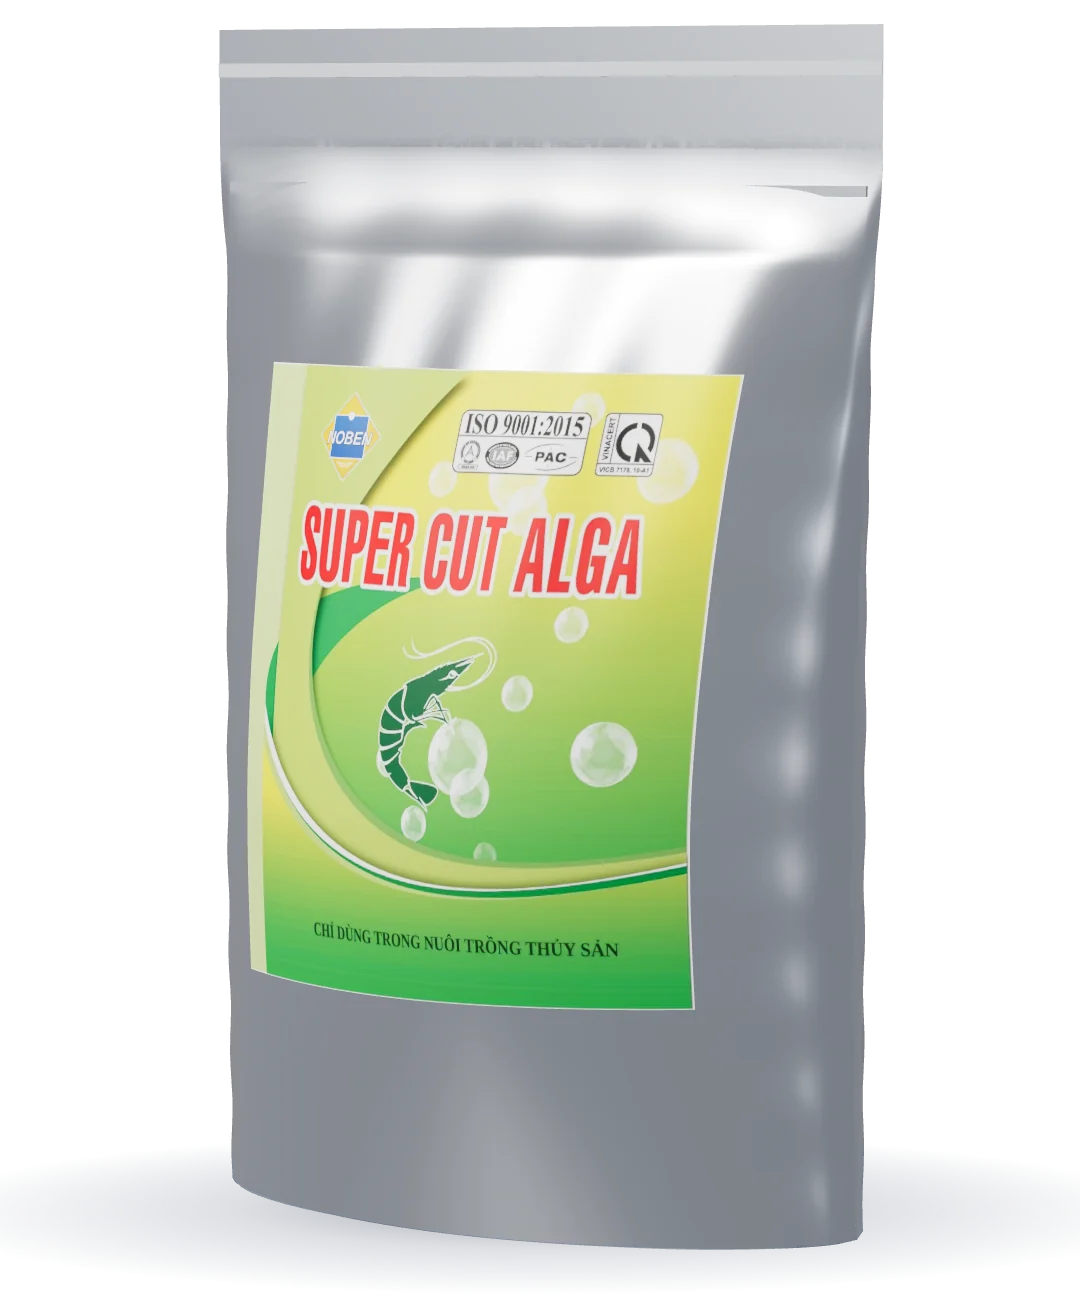 NOBEN
ISO 9001:2015
VINACERT
IAF
PAC
SUPER CUT ALGA
CHỈ DÙNG TRONG NUÔI TRỒNG THỦY SẢN